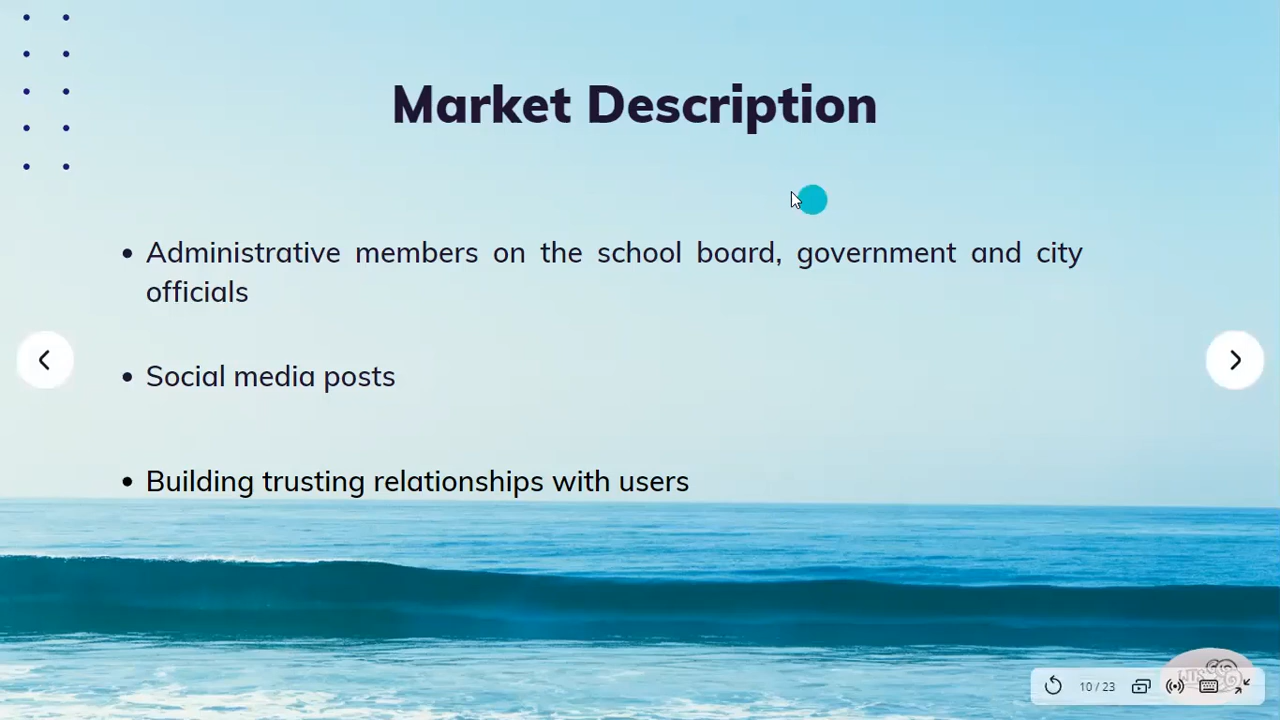 Market Description
• Administrative members on the school board, government and city
officials
• Social media posts
• Building trusting relationships with users
10 / 23